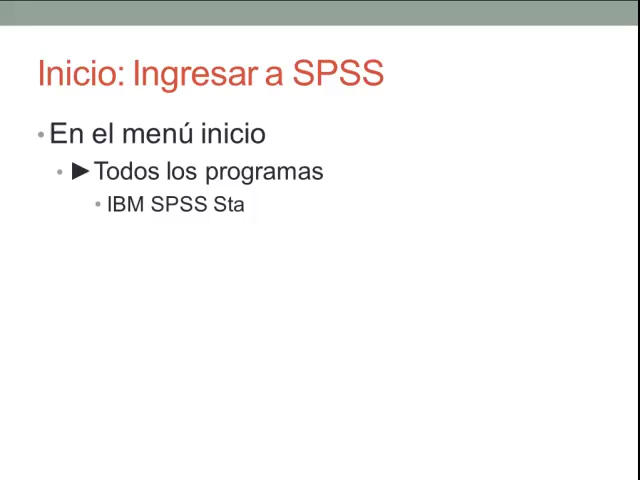 Inicio: Ingresar a SPSS
• En el menú inicio
• ►Todos los programas
• IBM SPSS Sta